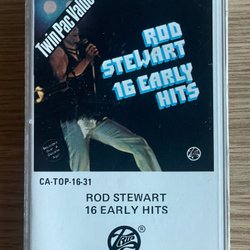 TwinPac Value
ROD
STEWART
16 EARLY
HITS
CA-TOP-16-31
ROD STEWART
16 EARLY HITS
®